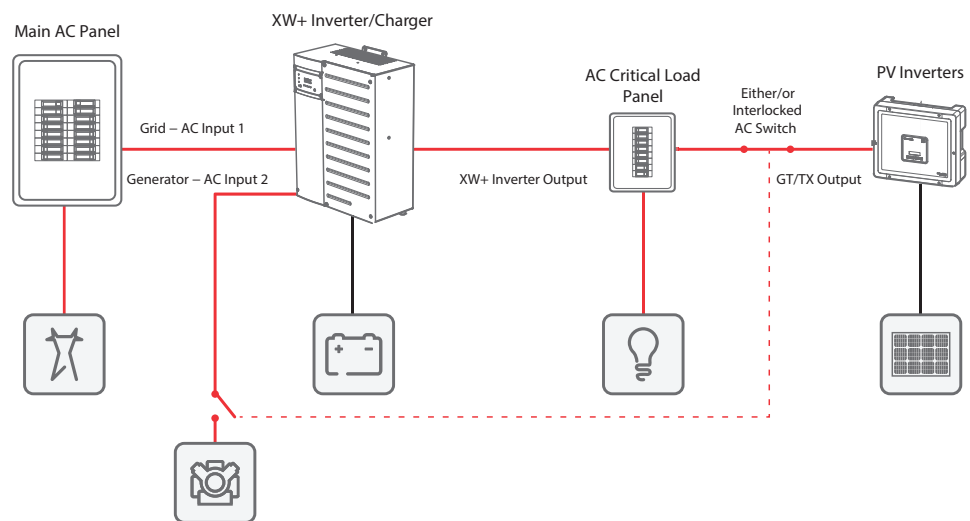 XW+ Inverter/Charger
Main AC Panel
AC Critical Load
Panel
Either/or
Interlocked
AC Switch
PV Inverters
Grid – AC Input 1
Generator – AC Input 2
XW+ Inverter Output
GT/TX Output